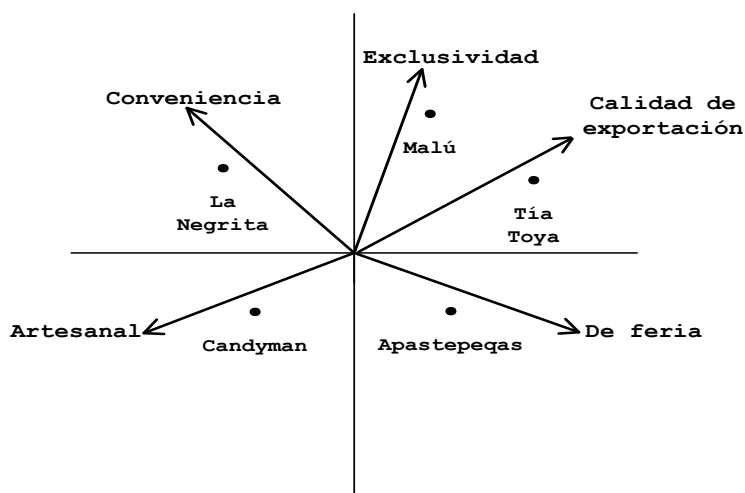 Exclusividad
Conveniencia
Calidad de
exportación
Malú
La
Negrita
Tía
Toya
Artesanal
Candyman
Apastepeqas
De feria